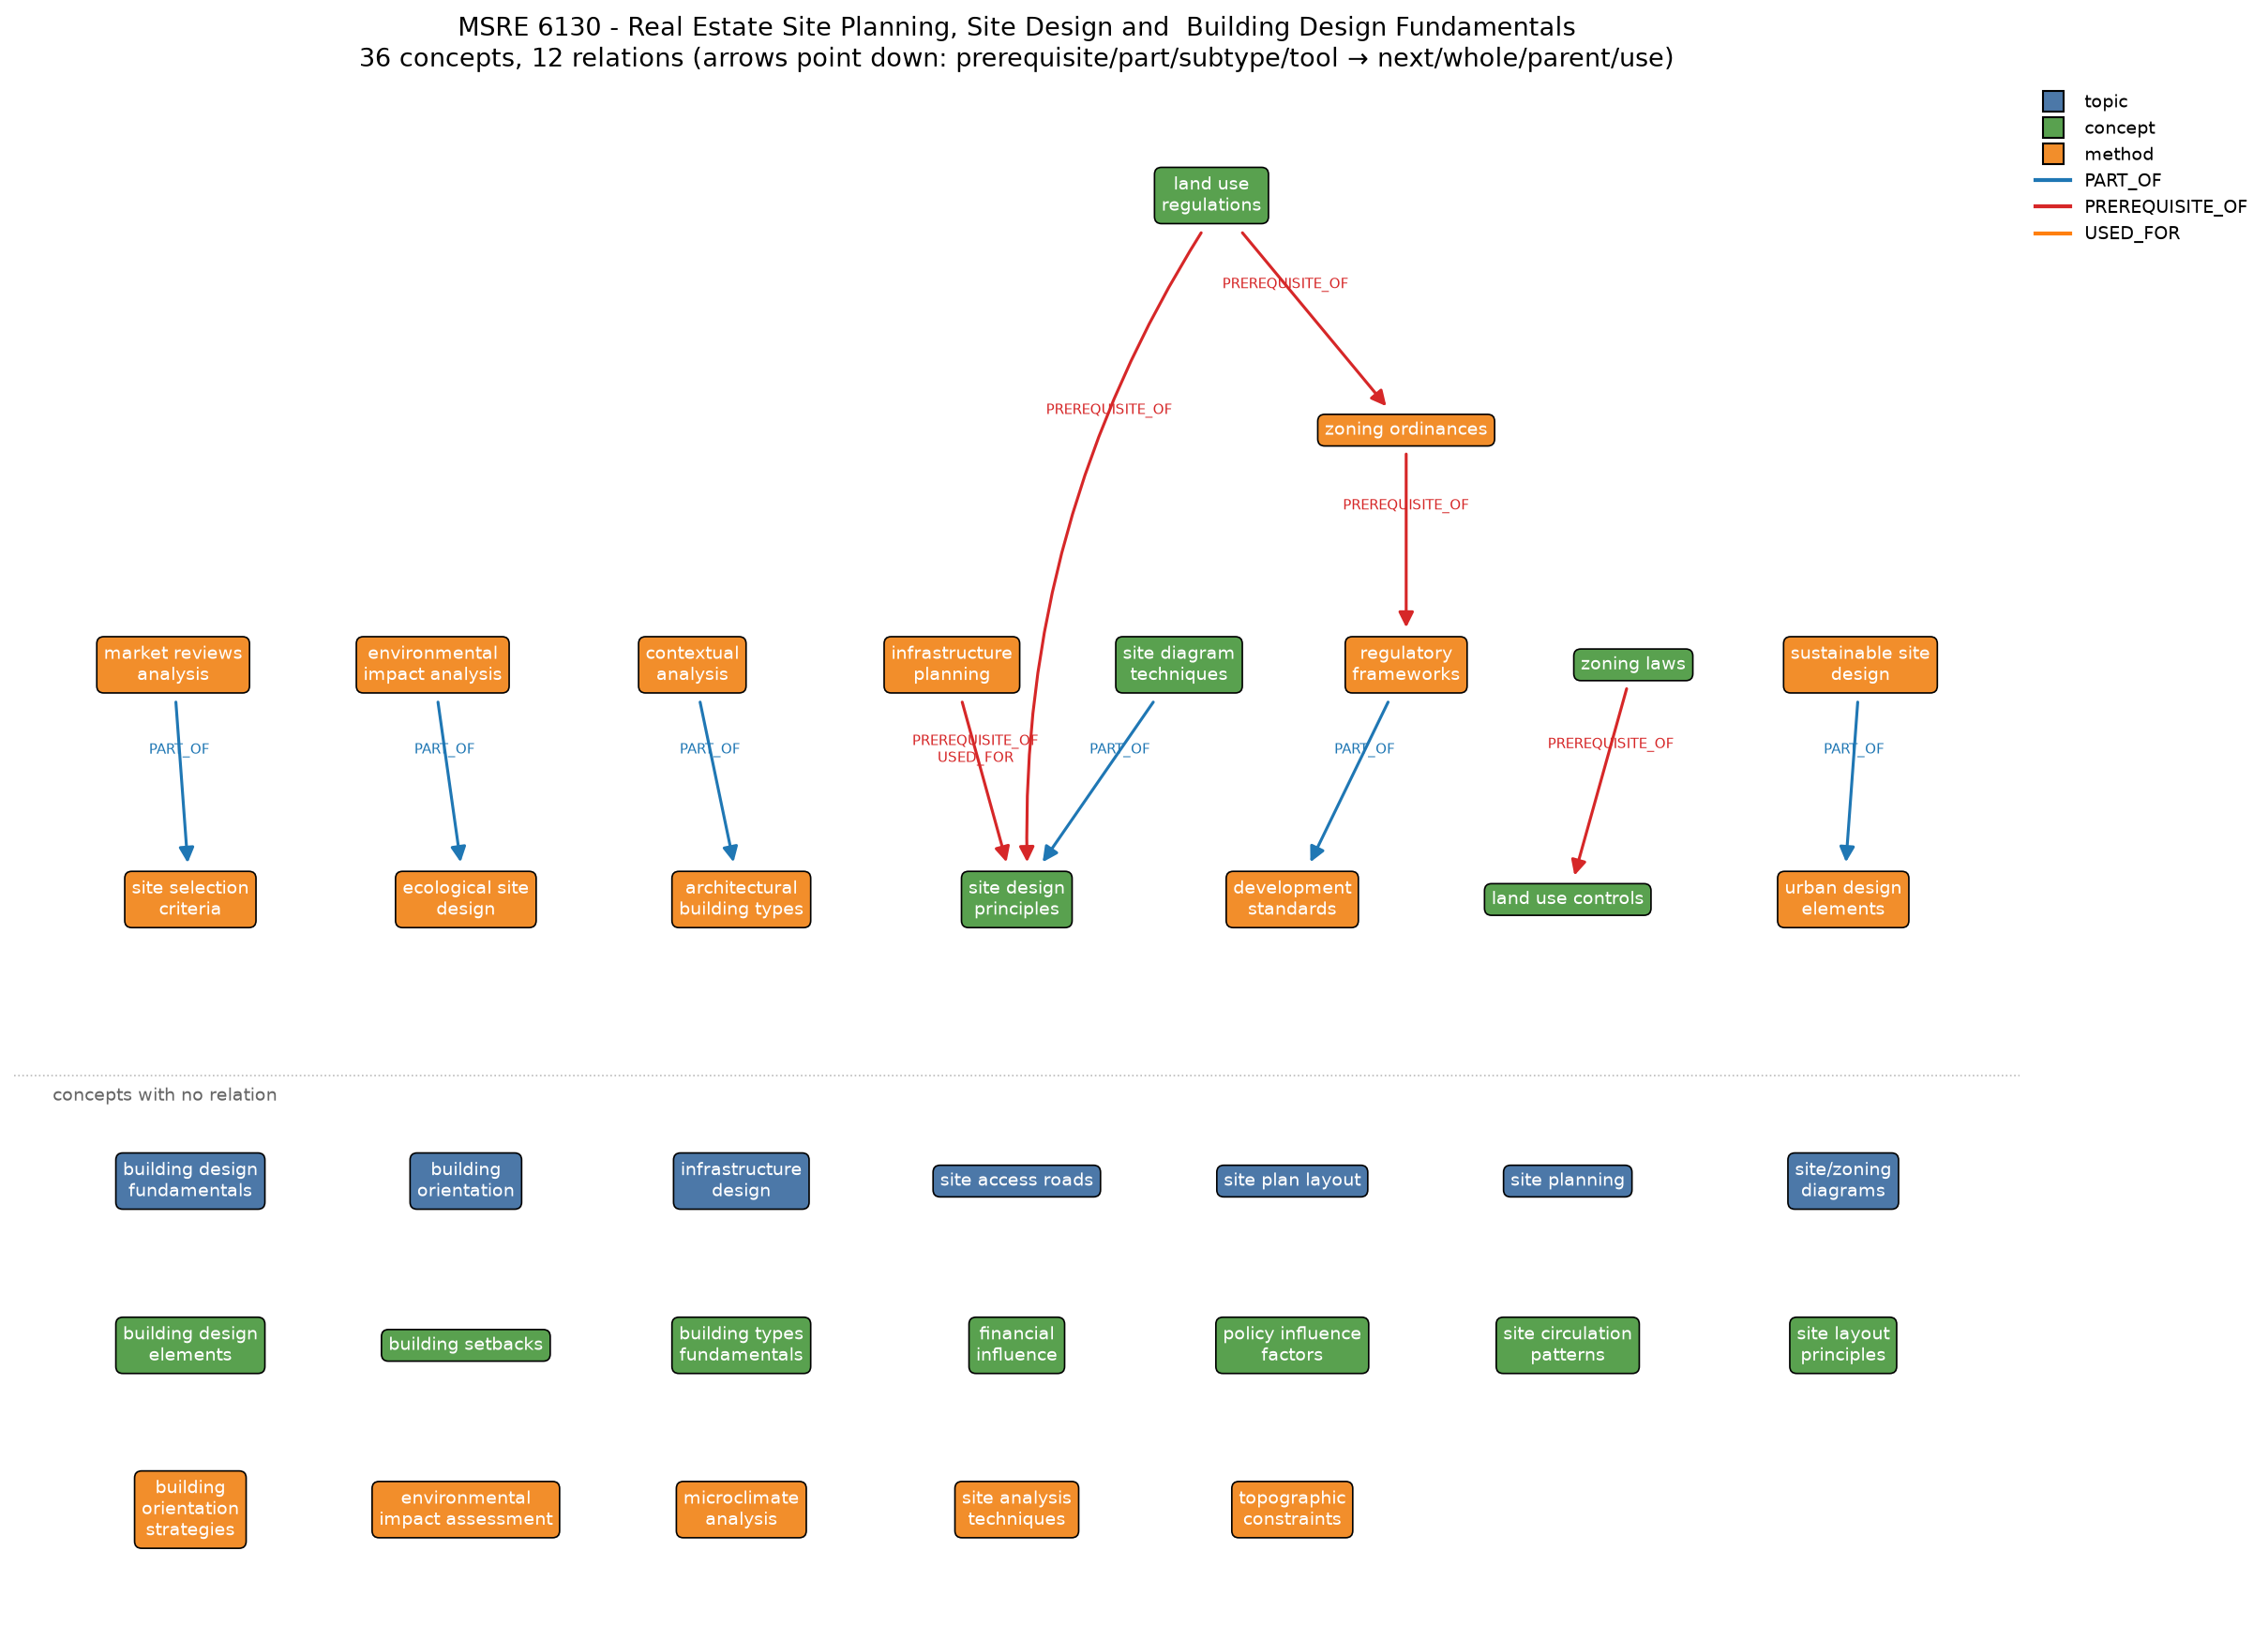 MSRE 6130 - Real Estate Site Planning, Site Design and  Building Design Fundamentals
36 concepts, 12 relations (arrows point down: prerequisite/part/subtype/tool → next/whole/parent/use)
topic
concept
method
PART_OF
PREREQUISITE_OF
USED_FOR
land use
regulations
PREREQUISITE_OF
PREREQUISITE_OF
zoning ordinances
PREREQUISITE_OF
market reviews
analysis
environmental
impact analysis
contextual
analysis
infrastructure
planning
site diagram
techniques
regulatory
frameworks
zoning laws
sustainable site
design
PART_OF
PART_OF
PART_OF
PREREQUISITE_OF
USED_FOR
PART_OF
PART_OF
PREREQUISITE_OF
PART_OF
site selection
criteria
ecological site
design
architectural
building types
site design
principles
development
standards
land use controls
urban design
elements
concepts with no relation
building design
fundamentals
building
orientation
infrastructure
design
site access roads
site plan layout
site planning
site/zoning
diagrams
building design
elements
building setbacks
building types
fundamentals
financial
influence
policy influence
factors
site circulation
patterns
site layout
principles
building
orientation
strategies
environmental
impact assessment
microclimate
analysis
site analysis
techniques
topographic
constraints